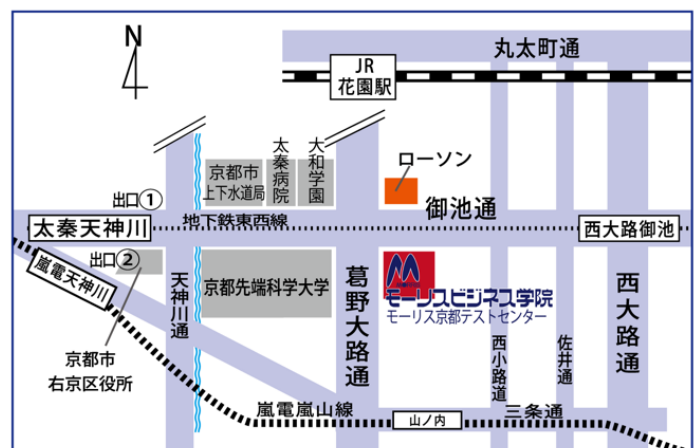 N
丸太町通
JR
花園駅
太秦病院
大和学園
京都市
上下水道局
ローソン
出口①
御池通
地下鉄東西線
太秦天神川
西大路御池
出口②
嵐電天神川
天神川通
京都先端科学大学
葛野大路通
モーリスビジネス学院
モーリス京都テストセンター
西大路通
西小路道
佐井通
京都市
右京区役所
嵐電嵐山線
山ノ内
三条通